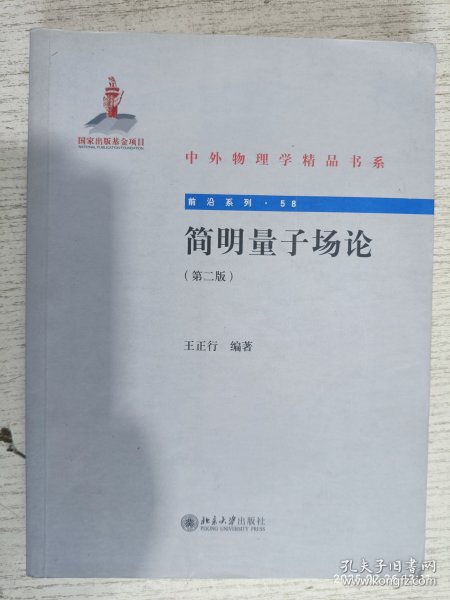 国家出版基金项目
NATIONAL PUBLICATION FOUNDATION
中外物理学精品书系
前沿系列·58
简明量子场论
（第二版）
王正行 编著
北京大学出版社
PEKING UNIVERSITY PRESS
孔夫子旧书网